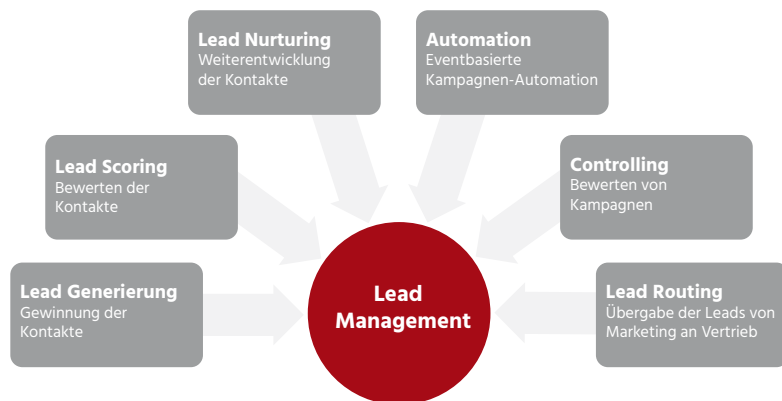 Lead Nurturing
Weiterentwicklung
der Kontakte
Automation
Eventbasierte
Kampagnen-Automation
Lead Scoring
Bewerten der
Kontakte
Controlling
Bewerten von
Kampagnen
Lead Generierung
Gewinnung der
Kontakte
Lead
Management
Lead Routing
Übergabe der Leads von
Marketing an Vertrieb